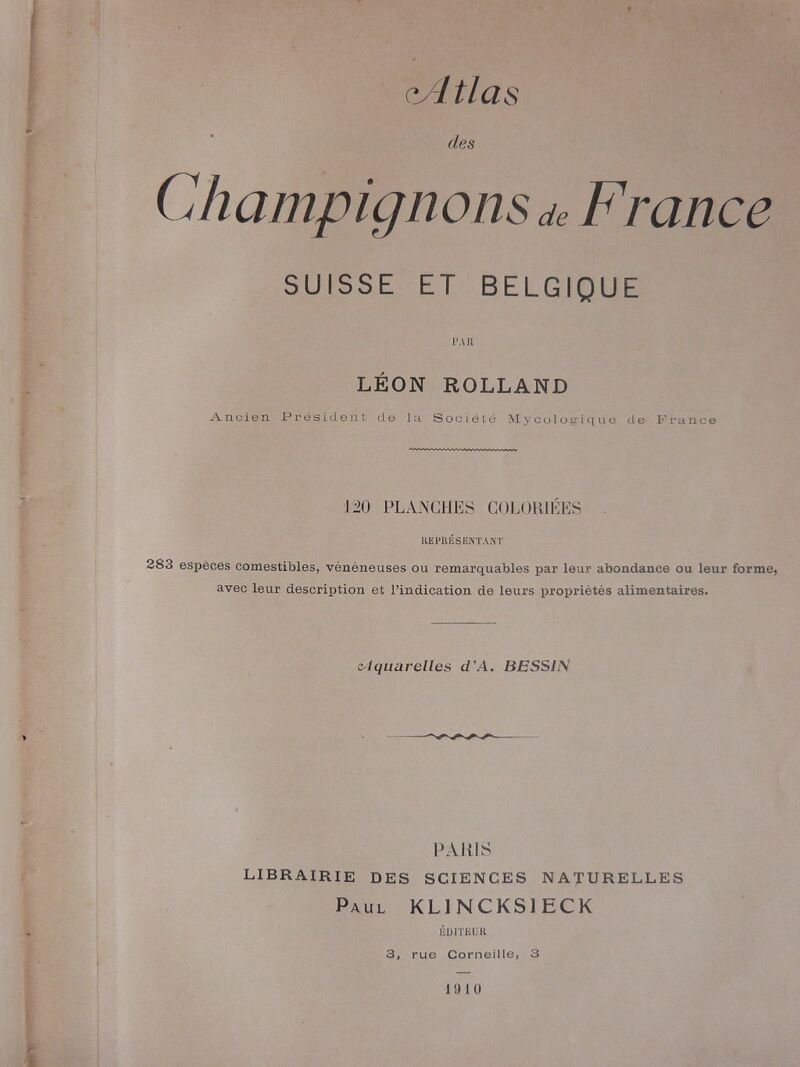 Atlas
des
Champignons de France
SUISSE ET BELGIQUE
PAR
LÉON ROLLAND
Ancien Président de la Société Mycologique de France
120 PLANCHES COLORIÉES
REPRÉSENTANT
283 espèces comestibles, vénéneuses ou remarquables par leur abondance ou leur forme,
avec leur description et l'indication de leurs propriétés alimentaires.
Aquarelles d'A. BESSIN
PARIS
LIBRAIRIE DES SCIENCES NATURELLES
PAUL KLINCKSIECK
ÉDITEUR
3, rue Corneille, 3
1910